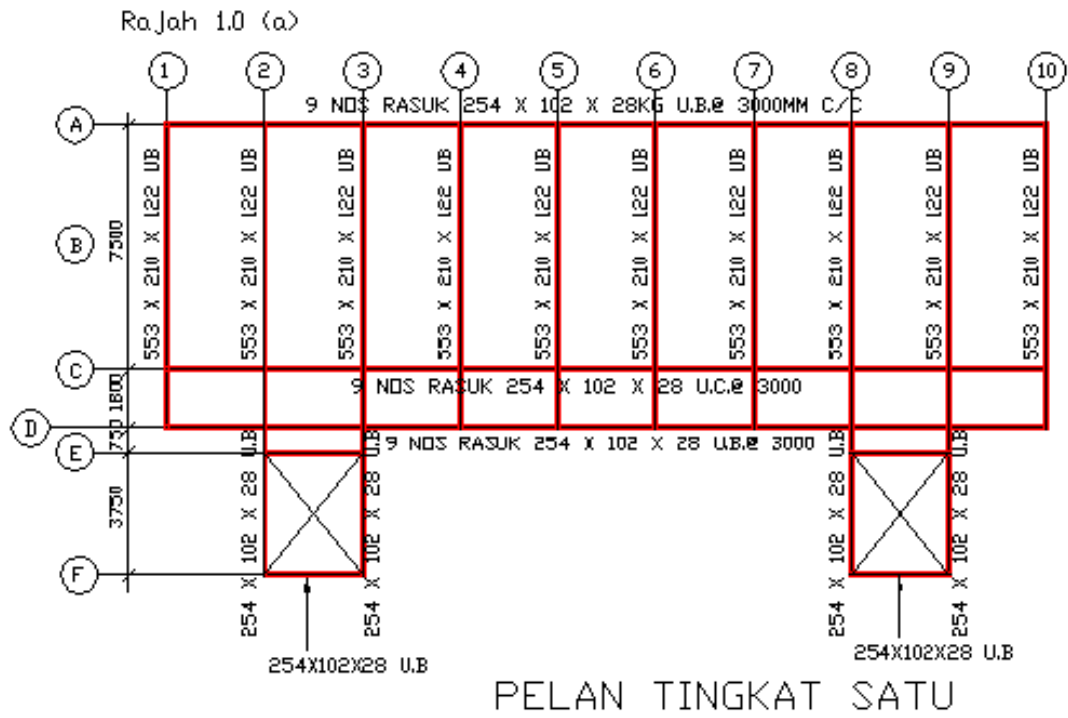 Rajah 1.0 (a)
1 2 3 4 5 6 7 8 9 10
9 NOS RASUK 254 X 102 X 28KG U.B.@ 3000MM C/C
A
B
C
D
E
F
7500
1800
750
3750
553 X 210 X 122 UB
553 X 210 X 122 UB
553 X 210 X 122 UB
553 X 210 X 122 UB
553 X 210 X 122 UB
553 X 210 X 122 UB
553 X 210 X 122 UB
553 X 210 X 122 UB
553 X 210 X 122 UB
553 X 210 X 122 UB
9 NOS RASUK 254 X 102 X 28 U.C.@ 3000
9 NOS RASUK 254 X 102 X 28 U.B.@ 3000
254 X 102 X 28 U.B
254 X 102 X 28 U.B
254 X 102 X 28 U.B
254 X 102 X 28 U.B
254X102X28 U.B
254X102X28 U.B
PELAN TINGKAT SATU